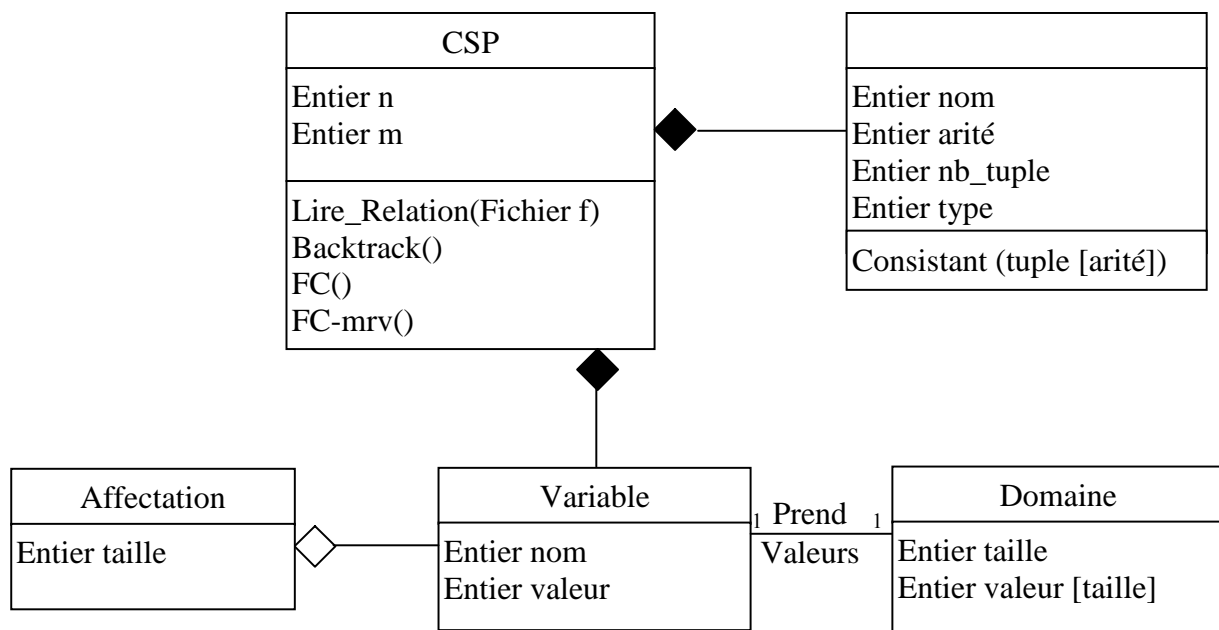 CSP
Entier n
Entier m
Lire_Relation(Fichier f)
Backtrack()
FC()
FC-mrv()
Entier nom
Entier arité
Entier nb_tuple
Entier type
Consistant (tuple [arité])
Affectation
Entier taille
Variable
Entier nom
Entier valeur
1 Prend 1
Valeurs
Domaine
Entier taille
Entier valeur [taille]